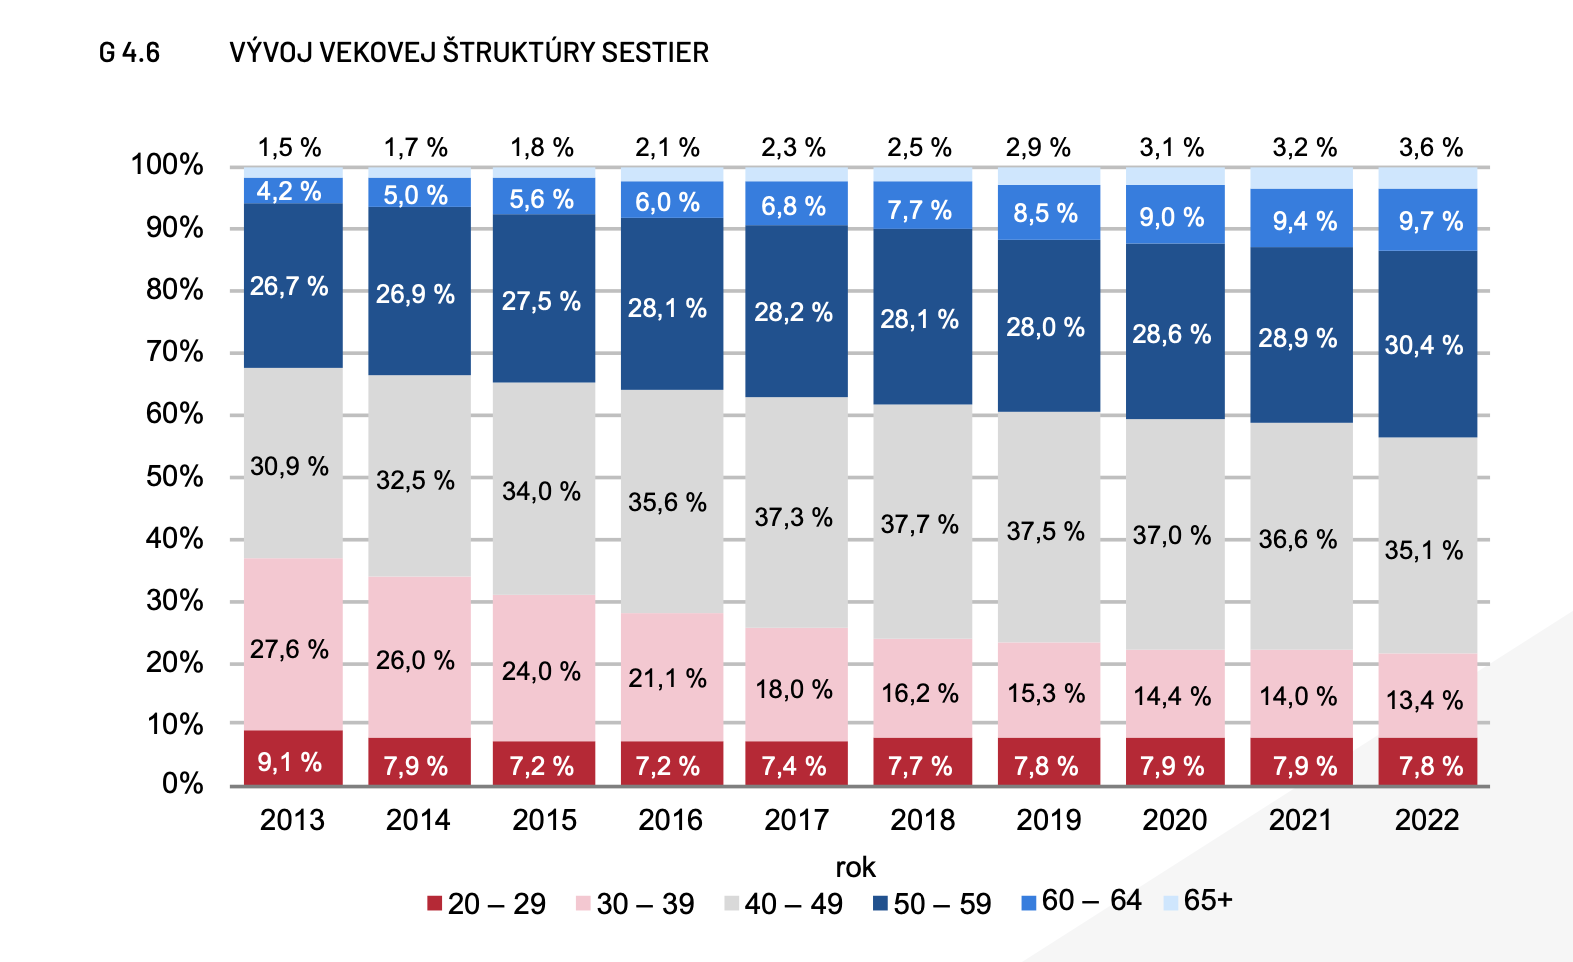 G 4.6 VÝVOJ VEKOVEJ ŠTRUKTÚRY SESTIER
1,5 % 1,7 % 1,8 % 2,1 % 2,3 % 2,5 % 2,9 % 3,1 % 3,2 % 3,6 %
100%
4,2 % 5,0 % 5,6 % 6,0 % 6,8 % 7,7 % 8,5 % 9,0 % 9,4 % 9,7 %
90%
26,7 % 26,9 % 27,5 % 28,1 % 28,2 % 28,1 % 28,0 % 28,6 % 28,9 % 30,4 %
80%
70%
60%
30,9 % 32,5 % 34,0 % 35,6 % 37,3 % 37,7 % 37,5 % 37,0 % 36,6 % 35,1 %
50%
40%
30%
27,6 % 26,0 % 24,0 % 21,1 % 18,0 % 16,2 % 15,3 % 14,4 % 14,0 % 13,4 %
20%
10%
9,1 % 7,9 % 7,2 % 7,2 % 7,4 % 7,7 % 7,8 % 7,9 % 7,9 % 7,8 %
0%
2013 2014 2015 2016 2017 2018 2019 2020 2021 2022
rok
20 – 29 30 – 39 40 – 49 50 – 59 60 – 64 65+